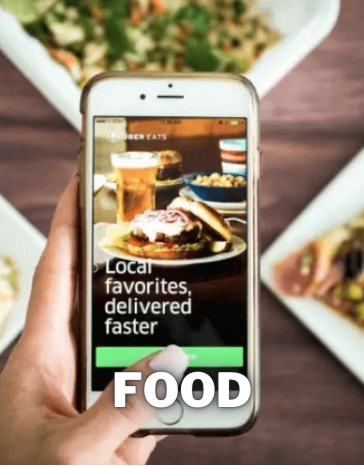 UBER EATS
Local
favorites,
delivered
faster
FOOD